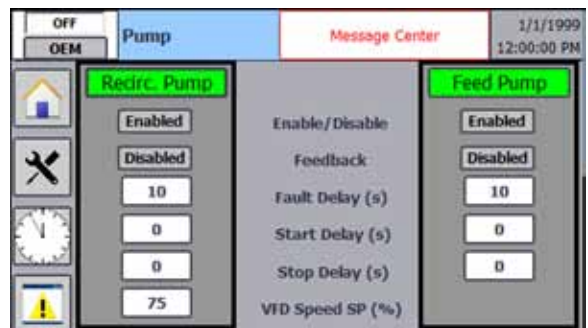 OFF
OEM
Pump
Message Center
1/1/1999
12:00:00 PM
Recirc. Pump
Feed Pump
Enabled
Enable/Disable
Enabled
Disabled
Feedback
Disabled
10
Fault Delay (s)
10
0
Start Delay (s)
0
0
Stop Delay (s)
0
75
VFD Speed SP (%)